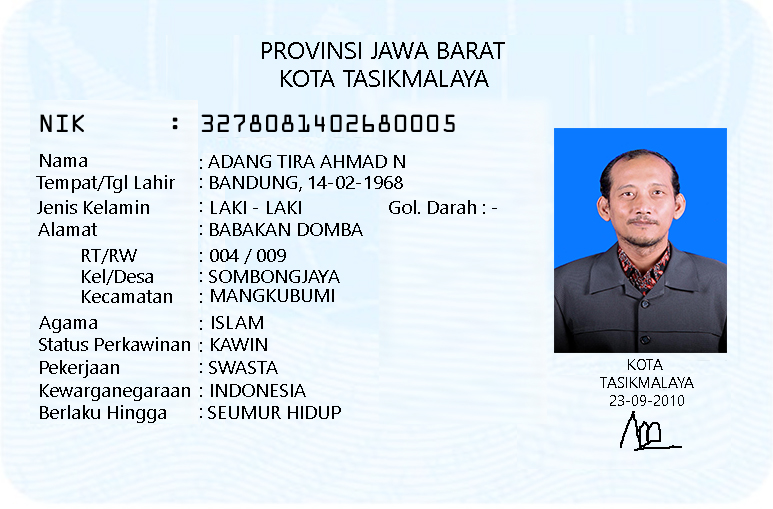 PROVINSI JAWA BARAT
KOTA TASIKMALAYA
NIK : 3278081402680005
Nama : ADANG TIRA AHMAD N
Tempat/Tgl Lahir : BANDUNG, 14-02-1968
Jenis Kelamin : LAKI - LAKI Gol. Darah : -
Alamat : BABAKAN DOMBA
RT/RW : 004 / 009
Kel/Desa : SOMBONGJAYA
Kecamatan : MANGKUBUMI
Agama : ISLAM
Status Perkawinan : KAWIN
Pekerjaan : SWASTA
Kewarganegaraan : INDONESIA
Berlaku Hingga : SEUMUR HIDUP
KOTA
TASIKMALAYA
23-09-2010